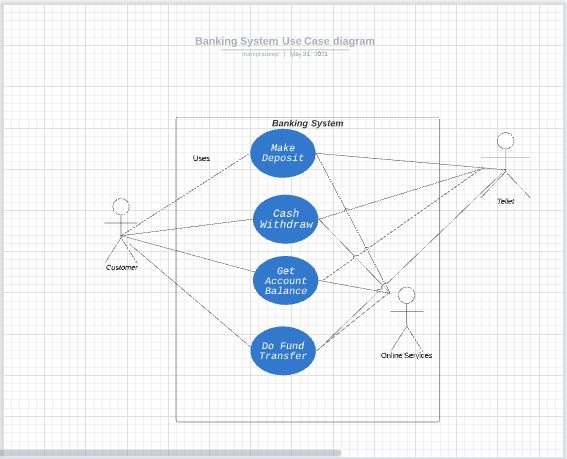 Banking System Use Case diagram
manipradeep | May 31, 2021
Banking System
Make
Deposit
Uses
Cash
Withdraw
Teller
Get
Account
Balance
Customer
Do Fund
Transfer
Online Services